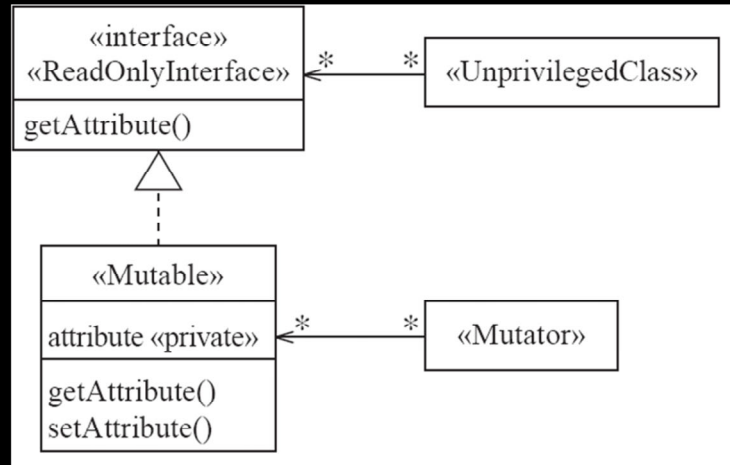 «interface»
«ReadOnlyInterface»
getAttribute()
* *
«UnprivilegedClass»
«Mutable»
attribute «private»
getAttribute()
setAttribute()
* *
«Mutator»